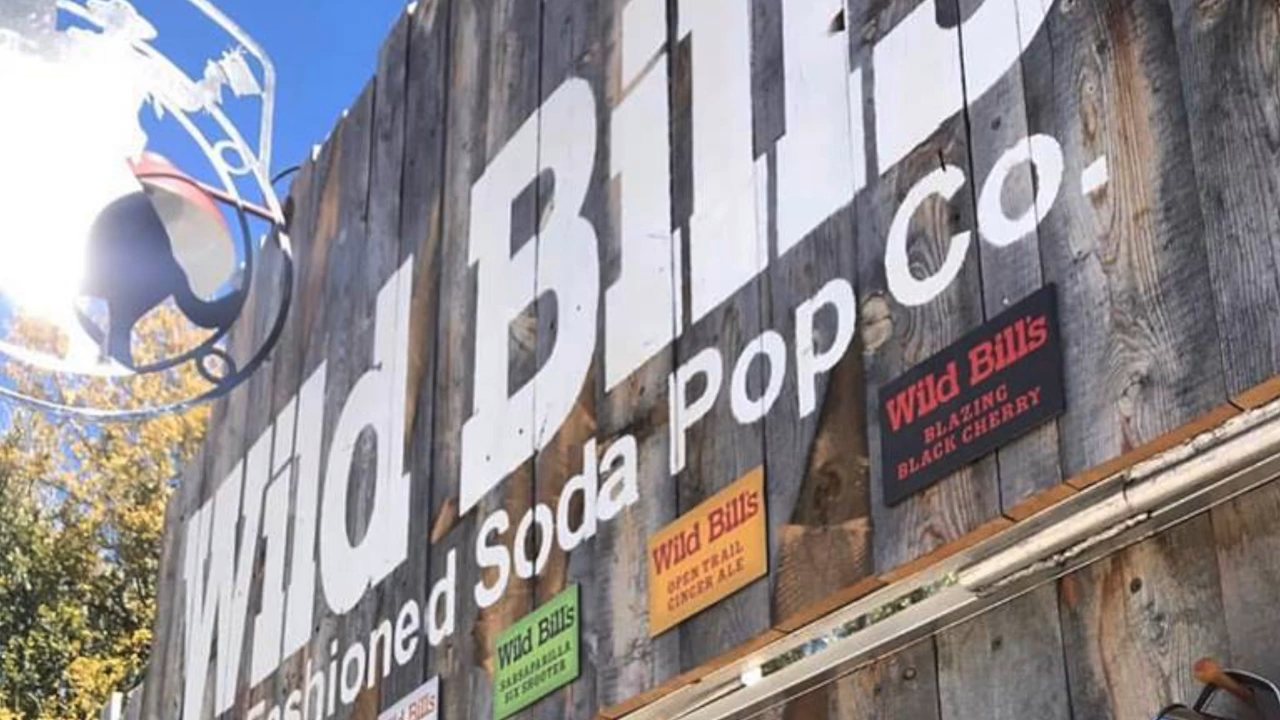 Wild Bill's
Fashioned Soda Pop Co.
Wild Bill's
BLAZING
BLACK CHERRY
Wild Bill's
OPEN TRAIL
GINGER ALE
Wild Bill's
SARSAPARILLA
SIX SHOOTER
Bill's